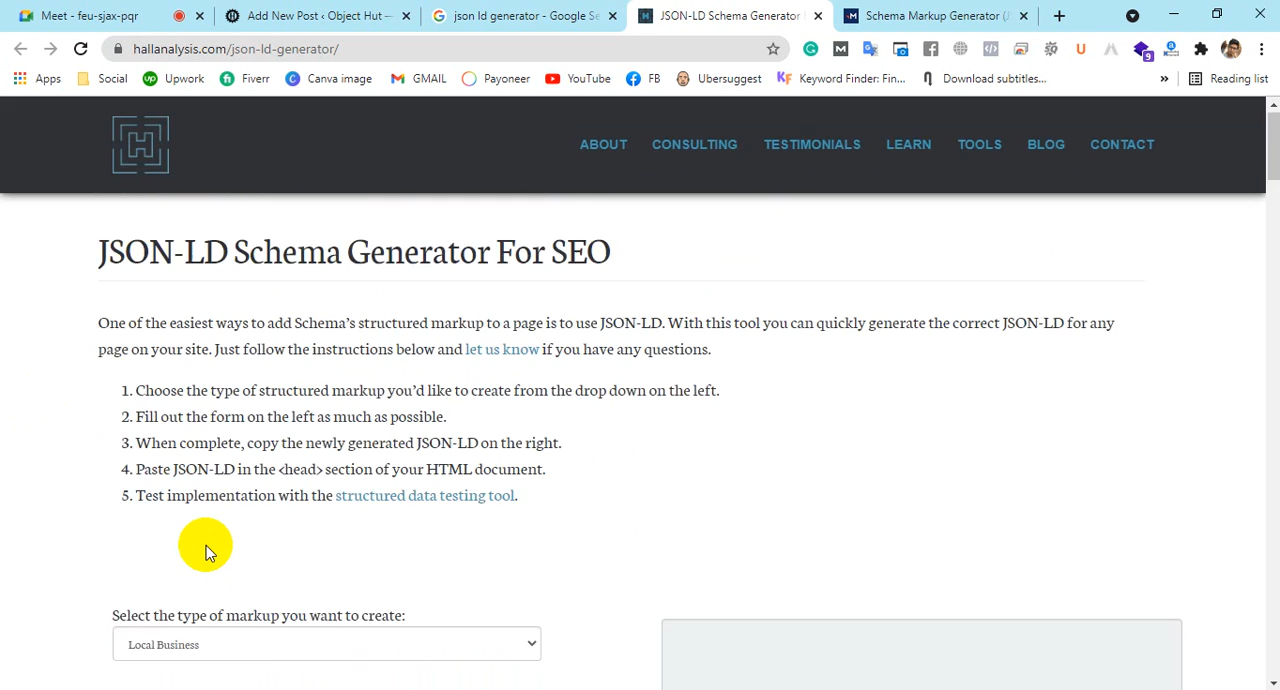 Meet - feu-sjax-pqr
Add New Post ‹ Object Hut —
json ld generator - Google Se
JSON-LD Schema Generator
Schema Markup Generator (J
hallanalysis.com/json-ld-generator/
9
Apps
Social
Upwork
Fiverr
Canva image
GMAIL
Payoneer
YouTube
FB
Ubersuggest
Keyword Finder: Fin...
Download subtitles...
»
Reading list
ABOUT
CONSULTING
TESTIMONIALS
LEARN
TOOLS
BLOG
CONTACT
JSON-LD Schema Generator For SEO
One of the easiest ways to add Schema's structured markup to a page is to use JSON-LD. With this tool you can quickly generate the correct JSON-LD for any
page on your site. Just follow the instructions below and let us know if you have any questions.
1. Choose the type of structured markup you'd like to create from the drop down on the left.
2. Fill out the form on the left as much as possible.
3. When complete, copy the newly generated JSON-LD on the right.
4. Paste JSON-LD in the <head> section of your HTML document.
5. Test implementation with the structured data testing tool.
Select the type of markup you want to create:
Local Business